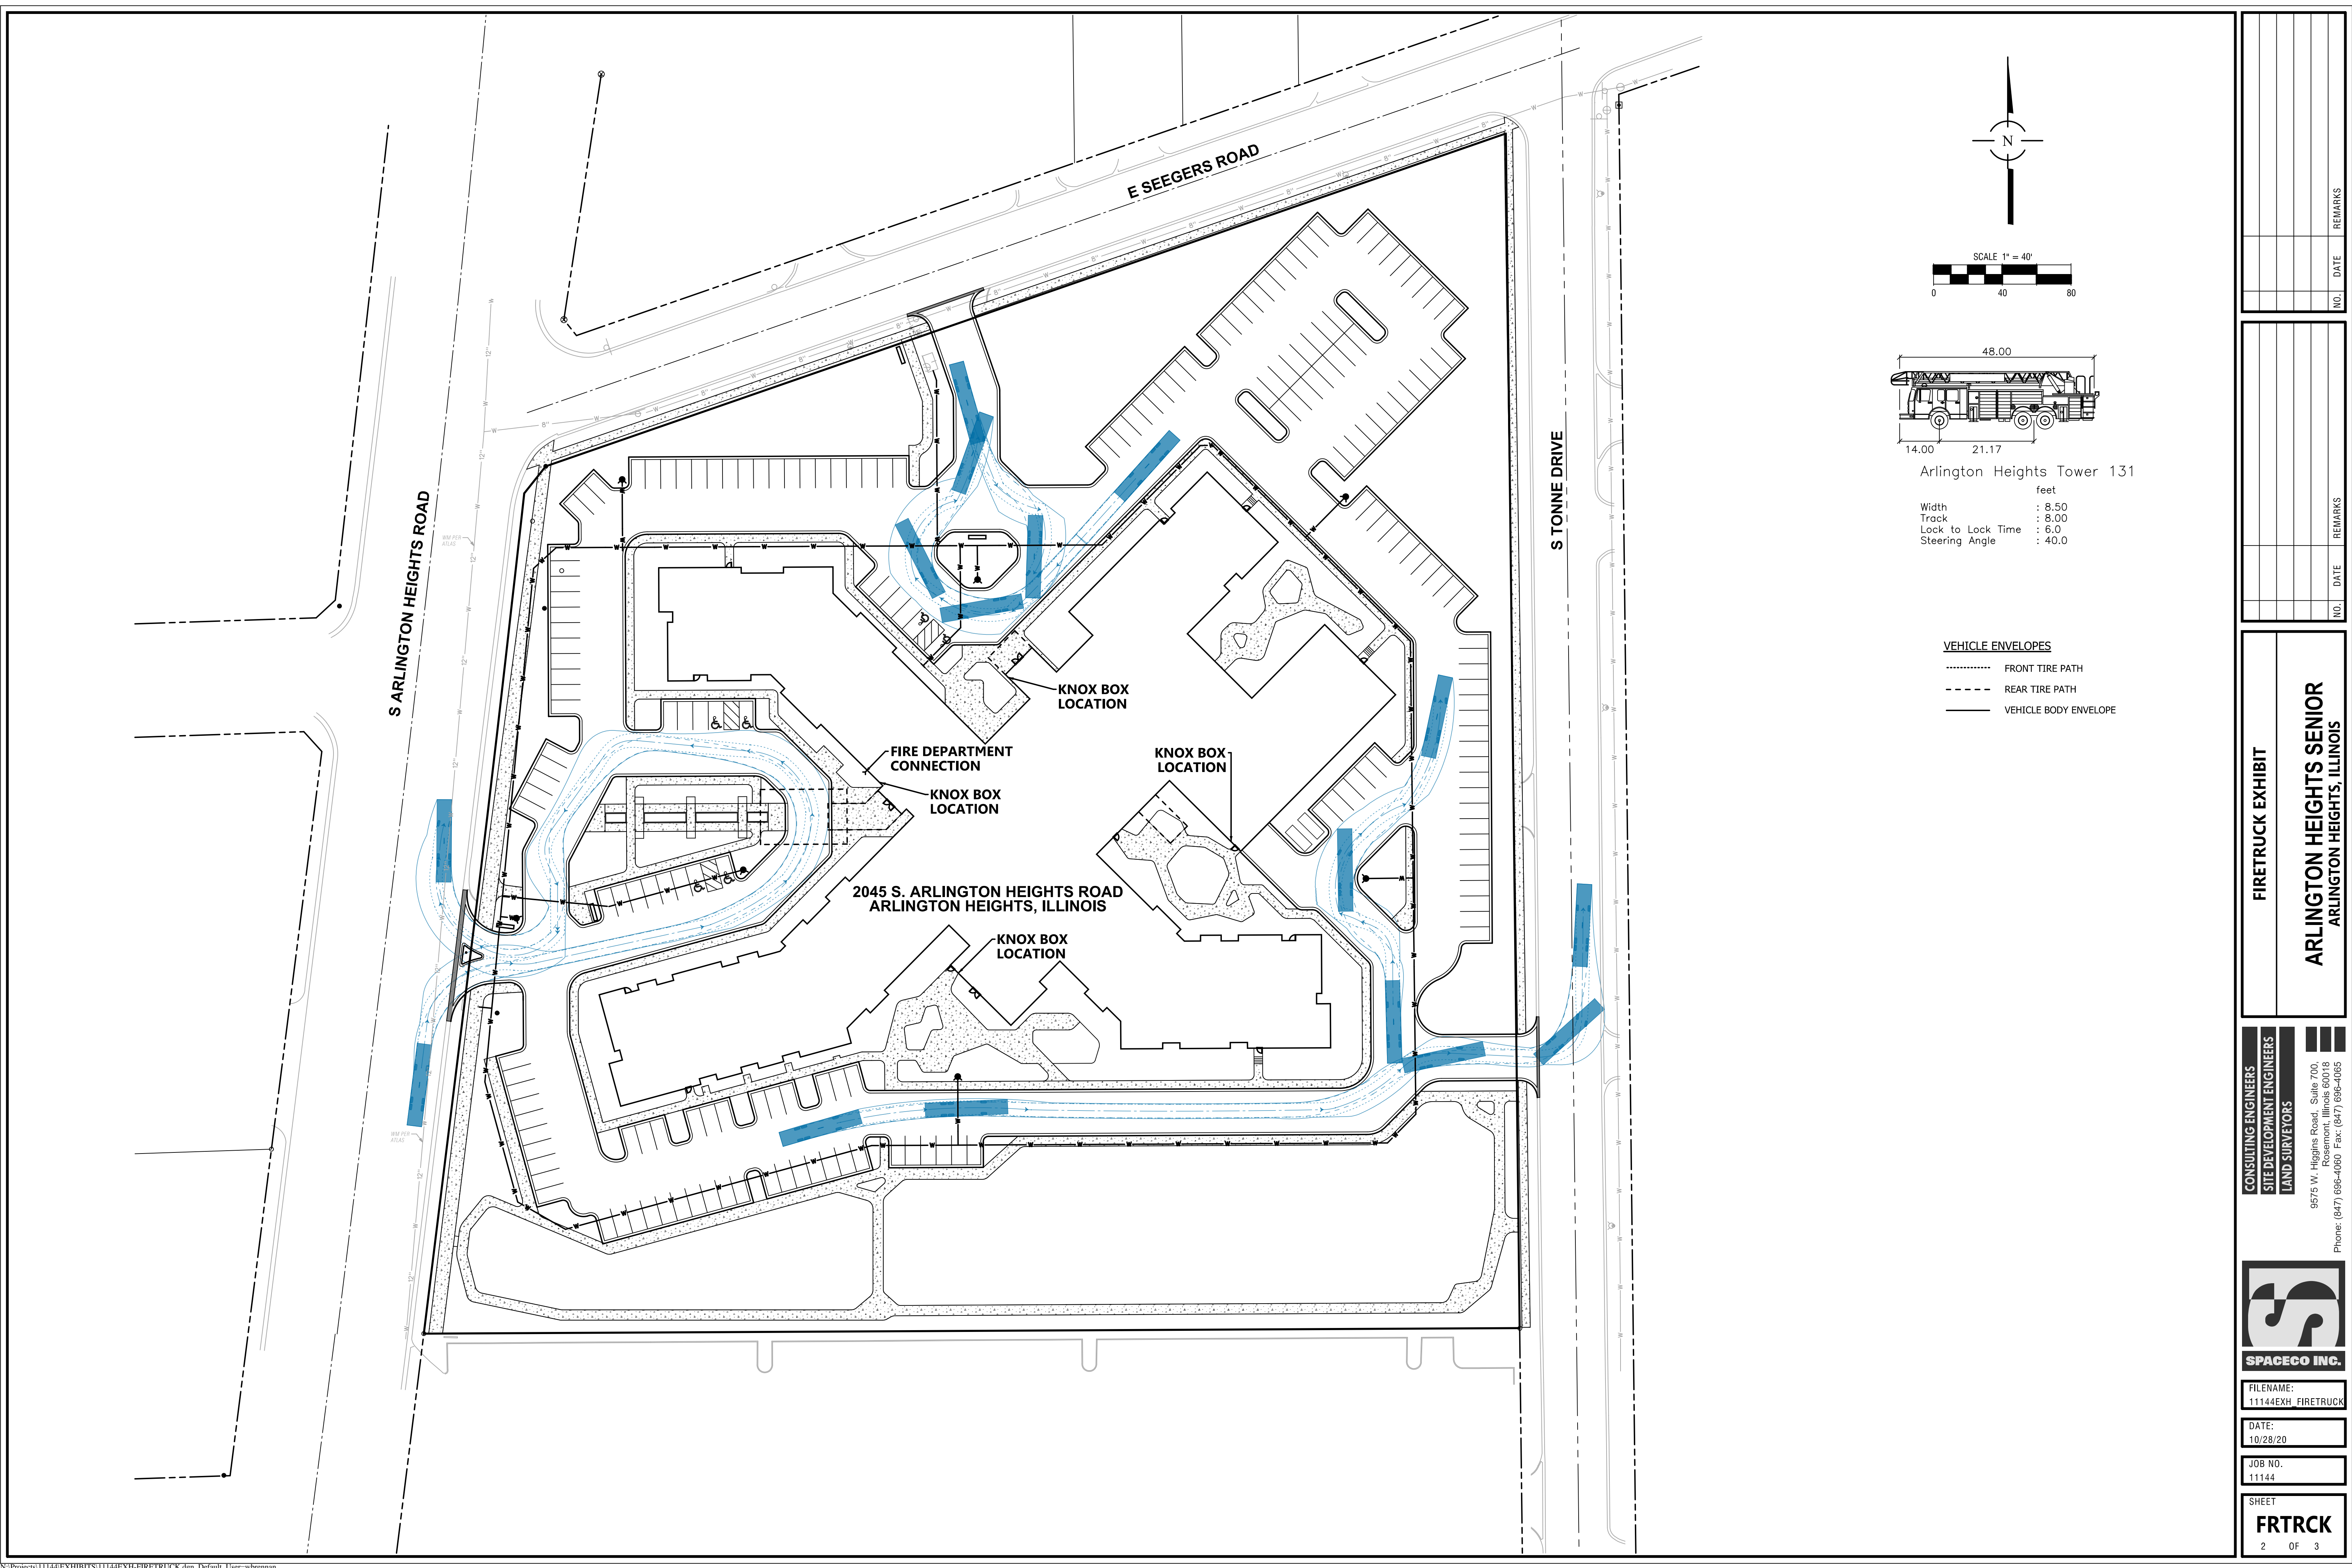 E SEEGERS ROAD
S ARLINGTON HEIGHTS ROAD
S TONNE DRIVE
WM PER
ATLAS
WM PER
ATLAS
KNOX BOX
LOCATION
FIRE DEPARTMENT
CONNECTION
KNOX BOX
LOCATION
KNOX BOX
LOCATION
2045 S. ARLINGTON HEIGHTS ROAD
ARLINGTON HEIGHTS, ILLINOIS
KNOX BOX
LOCATION
N
SCALE 1" = 40'
0 40 80
48.00
14.00 21.17
Arlington Heights Tower 131
feet
Width : 8.50
Track : 8.00
Lock to Lock Time : 6.0
Steering Angle : 40.0
VEHICLE ENVELOPES
FRONT TIRE PATH
REAR TIRE PATH
VEHICLE BODY ENVELOPE
NO. DATE REMARKS
NO. DATE REMARKS
FIRETRUCK EXHIBIT
ARLINGTON HEIGHTS SENIOR
ARLINGTON HEIGHTS, ILLINOIS
CONSULTING ENGINEERS
SITE DEVELOPMENT ENGINEERS
LAND SURVEYORS
9575 W. Higgins Road, Suite 700,
Rosemont, Illinois 60018
Phone: (847) 696-4060 Fax: (847) 696-4065
SPACECO INC.
FILENAME:
11144EXH_FIRETRUCK
DATE:
10/28/20
JOB NO.
11144
SHEET
FRTRCK
2 OF 3